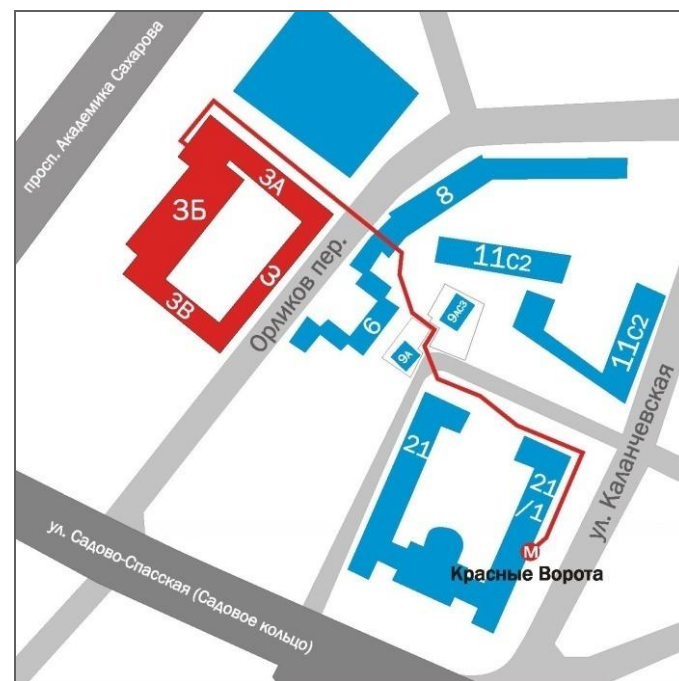 просп. Академика Сахарова
3А
3Б
3
3В
Орликов пер.
8
11с2
9АС3
6
9А
11с2
ул. Каланчевская
21
21
/1
М
Красные Ворота
ул. Садово-Спасская (Садовое кольцо)